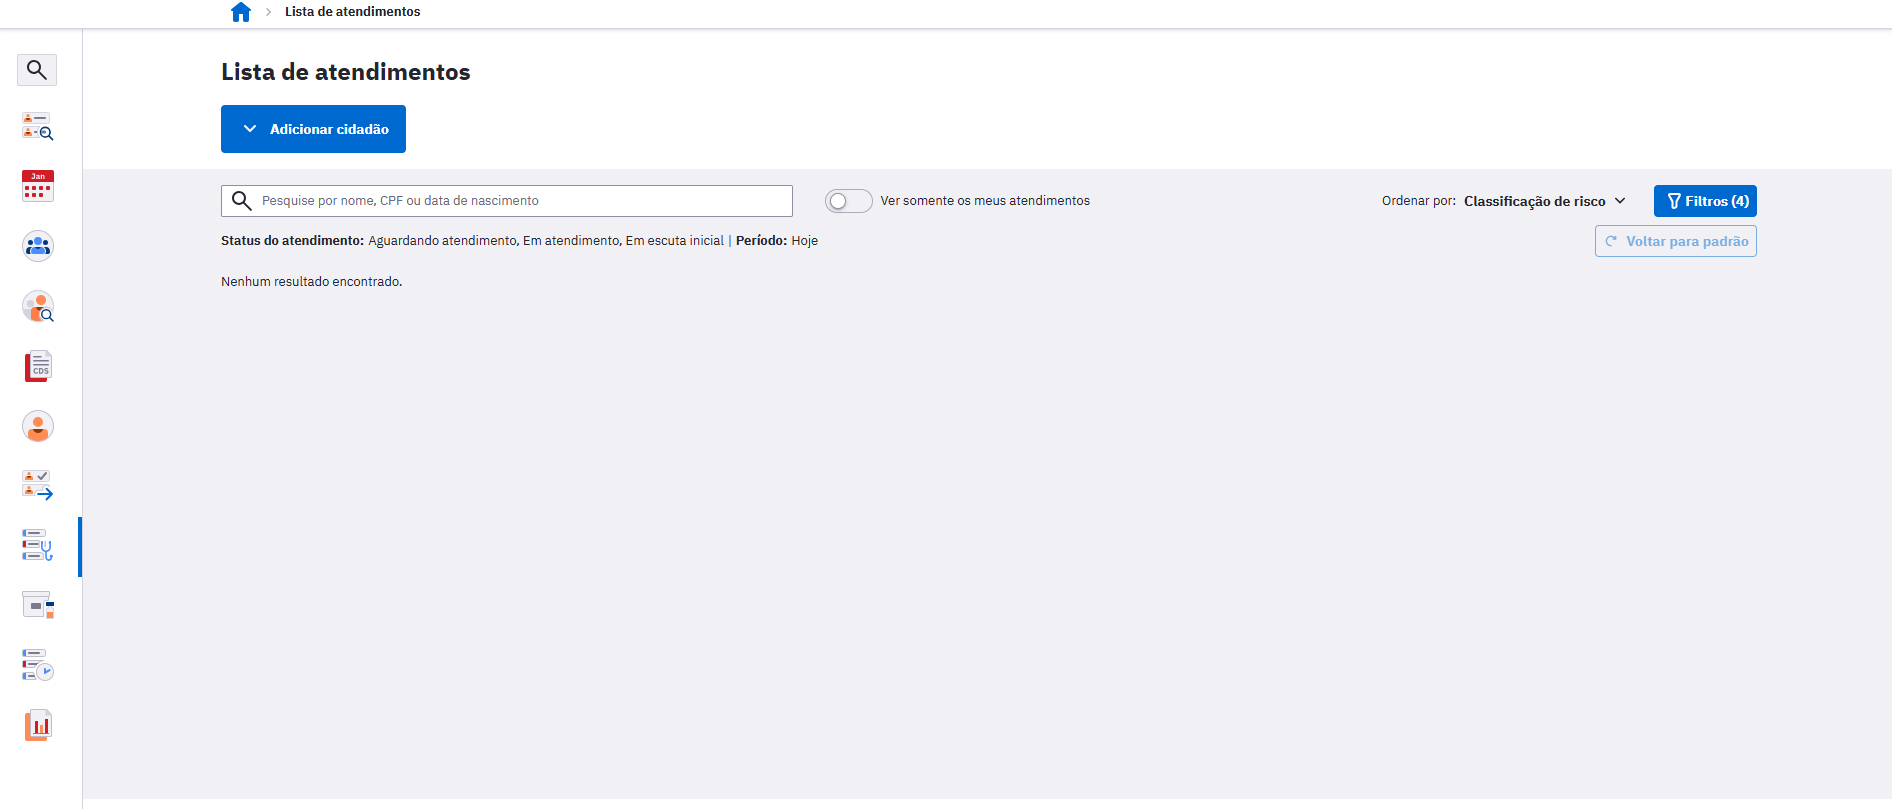 Lista de atendimentos
Lista de atendimentos
Adicionar cidadão
Pesquise por nome, CPF ou data de nascimento
Ver somente os meus atendimentos
Ordenar por: Classificação de risco
Filtros (4)
Status do atendimento: Aguardando atendimento, Em atendimento, Em escuta inicial | Período: Hoje
Voltar para padrão
Nenhum resultado encontrado.
Jan
CDS